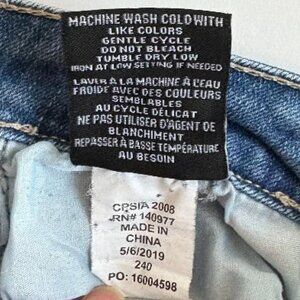 MACHINE WASH COLD WITH
LIKE COLORS
GENTLE CYCLE
DO NOT BLEACH
TUMBLE DRY LOW
IRON AT LOW SETTING IF NEEDED
LAVER À LA MACHINE À L'EAU
FROIDE AVEC DES COULEURS
SEMBLABLES
AU CYCLE DÉLICAT
NE PAS UTILISER D'AGENT DE
BLANCHIMENT
REPASSER À BASSE TEMPÉRATURE
AU BESOIN
CPSIA 2008
RN# 140977
MADE IN
CHINA
5/6/2019
240
PO: 16004598